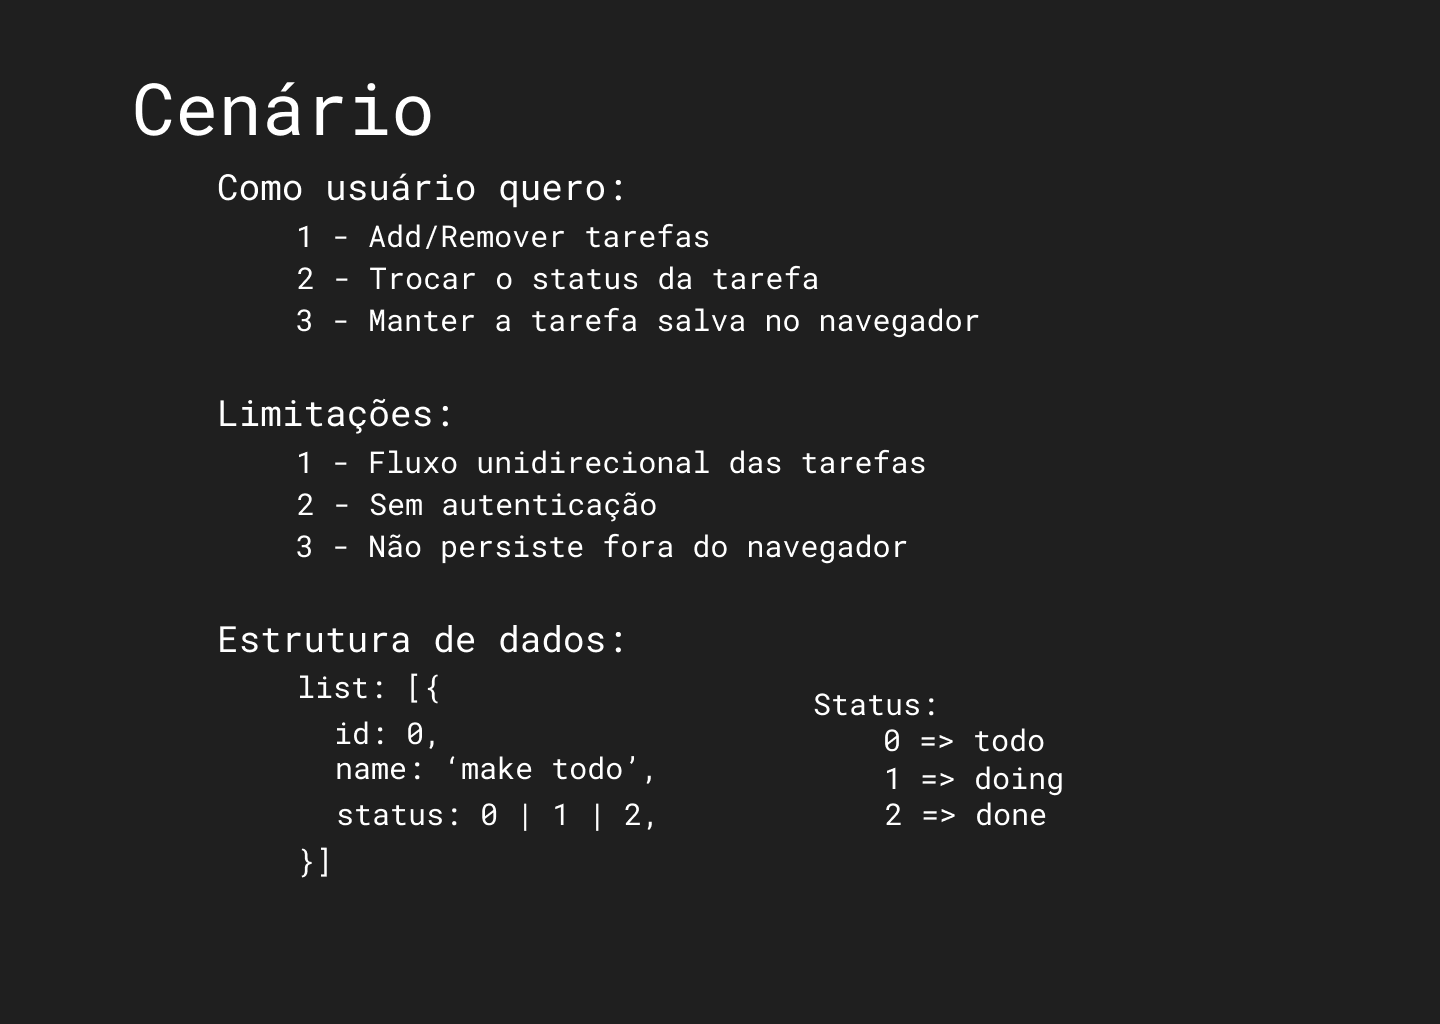 Cenário
Como usuário quero:
1 - Add/Remover tarefas
2 - Trocar o status da tarefa
3 - Manter a tarefa salva no navegador
Limitações:
1 - Fluxo unidirecional das tarefas
2 - Sem autenticação
3 - Não persiste fora do navegador
Estrutura de dados:
list: [{
id: 0,
name: ‘make todo’,
status: 0 | 1 | 2,
}]
Status:
0 => todo
1 => doing
2 => done